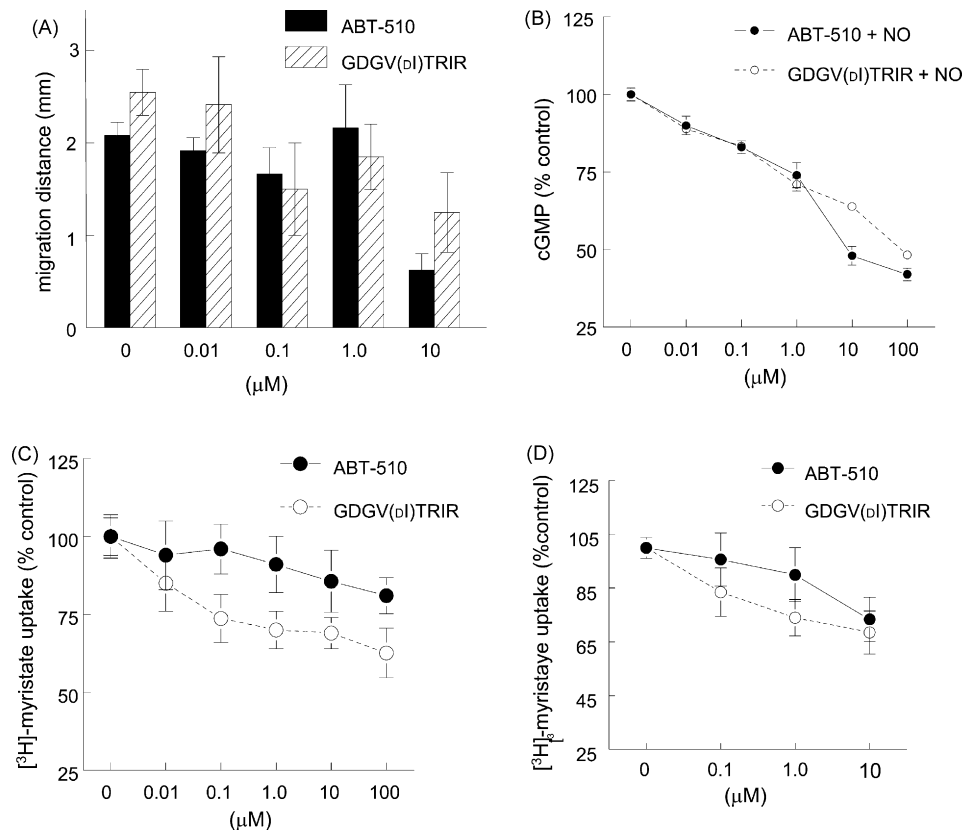 (A)
ABT-510
GDGV(DI)TRIR
migration distance (mm)
3
2
1
0
0 0.01 0.1 1.0 10
(μM)
(B)
ABT-510 + NO
GDGV(DI)TRIR + NO
cGMP (% control)
125
100
75
50
25
0 0.01 0.1 1.0 10 100
(μM)
(C)
ABT-510
GDGV(DI)TRIR
[³H]-myristate uptake (% control)
125
100
75
50
25
0 0.01 0.1 1.0 10 100
(μM)
(D)
ABT-510
GDGV(DI)TRIR
[³H]-myristaye uptake (%control)
125
105
85
65
45
25
0 0.1 1.0 10
(μM)